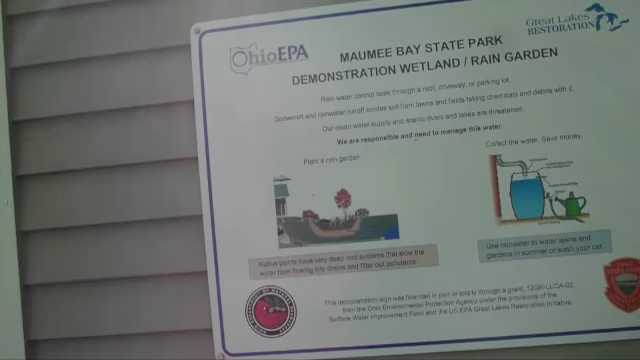 OhioEPA
Great Lakes
RESTORATION
MAUMEE BAY STATE PARK
DEMONSTRATION WETLAND / RAIN GARDEN
Rain water cannot soak through a roof, driveway, or parking lot.
Snowmelt and rainwater runoff erodes soil from lawns and fields taking chemicals and debris with it.
Our clean water supply and scenic rivers and lakes are threatened.
We are responsible and need to manage this water.
Plant a rain garden
Collect the water. Save money.
Native plants have very deep root systems that slow the
water from flowing into drains and filter out pollutants.
Use rainwater to water lawns and
gardens in summer or wash your car.
This demonstration sign was financed in part or totally through a grant, 12GR-LUCA-02,
from the Ohio Environmental Protection Agency under the provisions of the
Surface Water Improvement Fund and the US EPA Great Lakes Restoration Initiative.